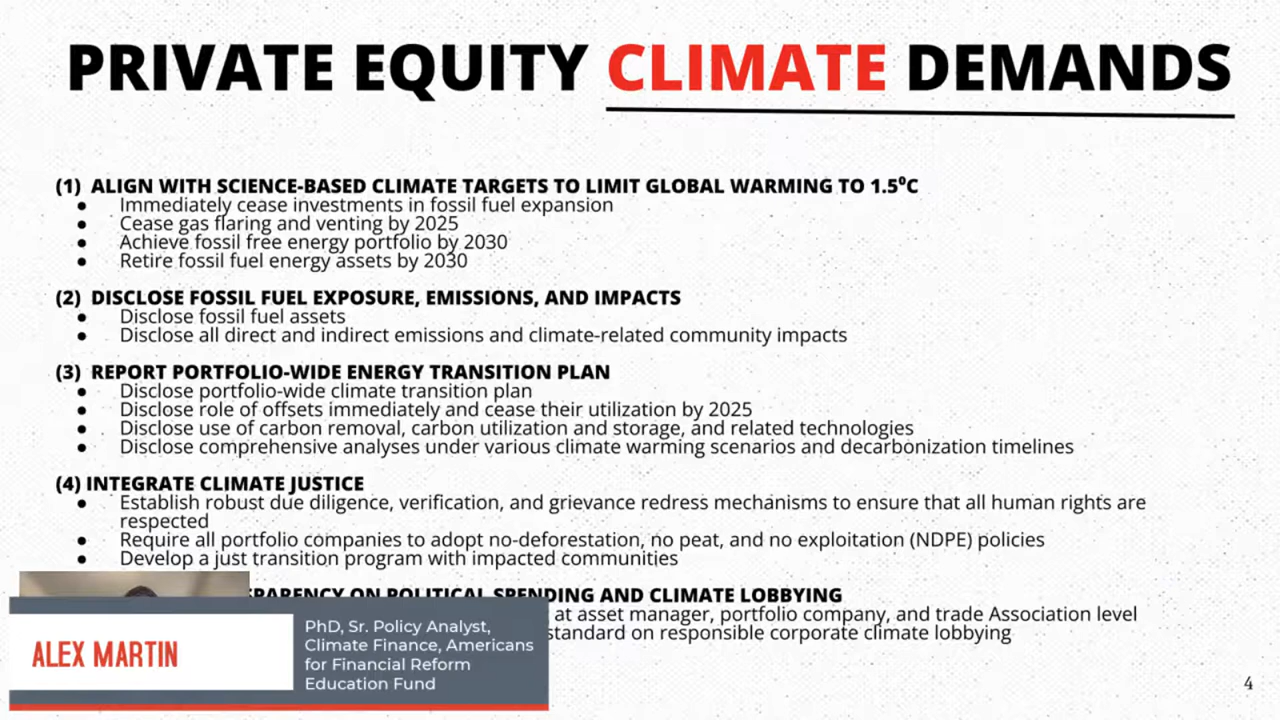 PRIVATE EQUITY CLIMATE DEMANDS
(1) ALIGN WITH SCIENCE-BASED CLIMATE TARGETS TO LIMIT GLOBAL WARMING TO 1.5⁰C
● Immediately cease investments in fossil fuel expansion
● Cease gas flaring and venting by 2025
● Achieve fossil free energy portfolio by 2030
● Retire fossil fuel energy assets by 2030
(2) DISCLOSE FOSSIL FUEL EXPOSURE, EMISSIONS, AND IMPACTS
● Disclose fossil fuel assets
● Disclose all direct and indirect emissions and climate-related community impacts
(3) REPORT PORTFOLIO-WIDE ENERGY TRANSITION PLAN
● Disclose portfolio-wide climate transition plan
● Disclose role of offsets immediately and cease their utilization by 2025
● Disclose use of carbon removal, carbon utilization and storage, and related technologies
● Disclose comprehensive analyses under various climate warming scenarios and decarbonization timelines
(4) INTEGRATE CLIMATE JUSTICE
● Establish robust due diligence, verification, and grievance redress mechanisms to ensure that all human rights are
respected
● Require all portfolio companies to adopt no-deforestation, no peat, and no exploitation (NDPE) policies
● Develop a just transition program with impacted communities
ON POLITICAL SPENDING AND CLIMATE LOBBYING
at asset manager, portfolio company, and trade Association level
standard on responsible corporate climate lobbying
ALEX MARTIN
PhD, Sr. Policy Analyst,
Climate Finance, Americans
for Financial Reform
Education Fund
4